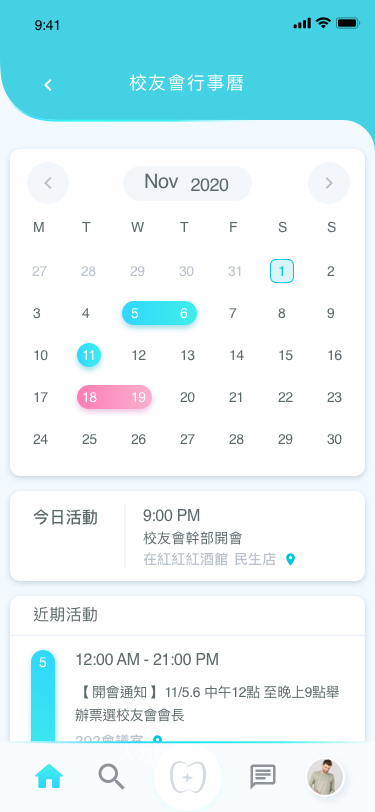 9:41
校友會行事曆
Nov 2020
M T W T F S S
27 28 29 30 31 1 2
3 4 5 6 7 8 9
10 11 12 13 14 15 16
17 18 19 20 21 22 23
24 25 26 27 28 29 30
今日活動
9:00 PM
校友會幹部開會
在紅紅紅酒館 民生店
近期活動
5
12:00 AM - 21:00 PM
【 開會通知 】11/5.6 中午12點 至晚上9點舉
辦票選校友會會長
202會議室